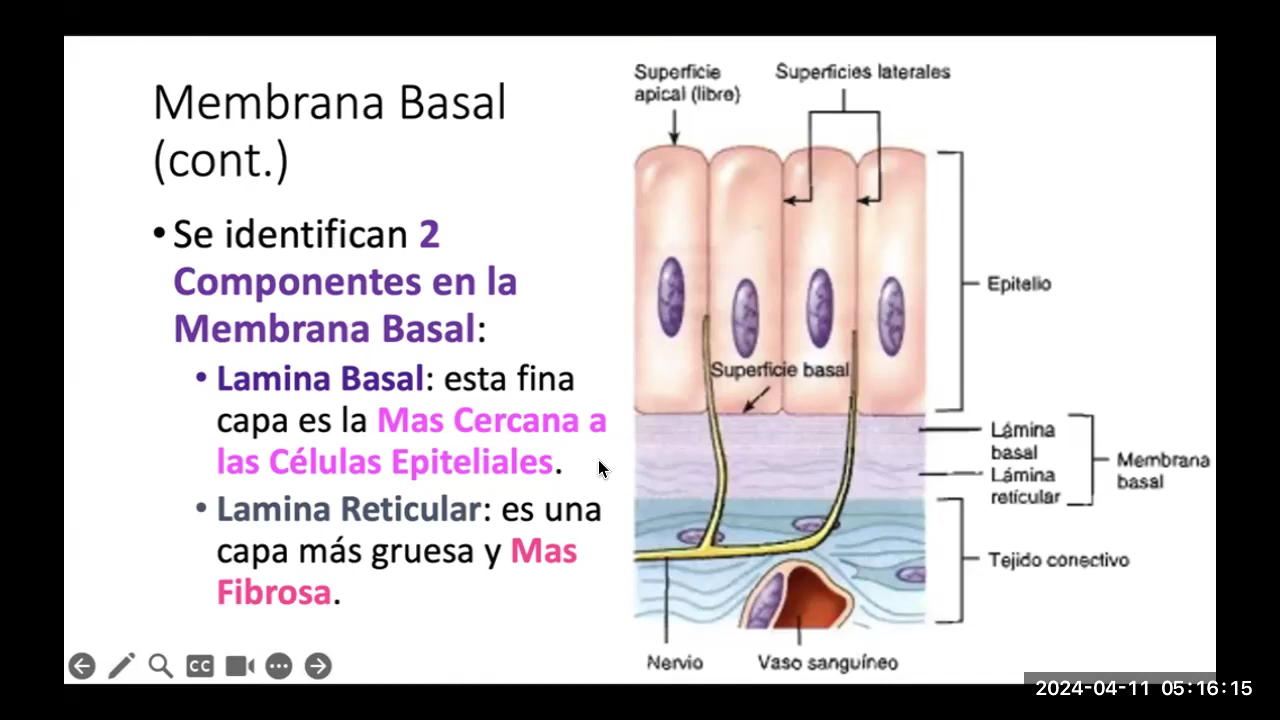 Membrana Basal
(cont.)
• Se identifican 2
Componentes en la
Membrana Basal:
• Lamina Basal: esta fina
capa es la Mas Cercana a
las Células Epiteliales.
• Lamina Reticular: es una
capa más gruesa y Mas
Fibrosa.
Superficie
apical (libre)
Superficies laterales
Epitelio
Superficie basal
Lámina
basal
Lámina
retícular
Membrana
basal
Tejido conectivo
Nervio
Vaso sanguíneo
CC
2024-04-11 05:16:15